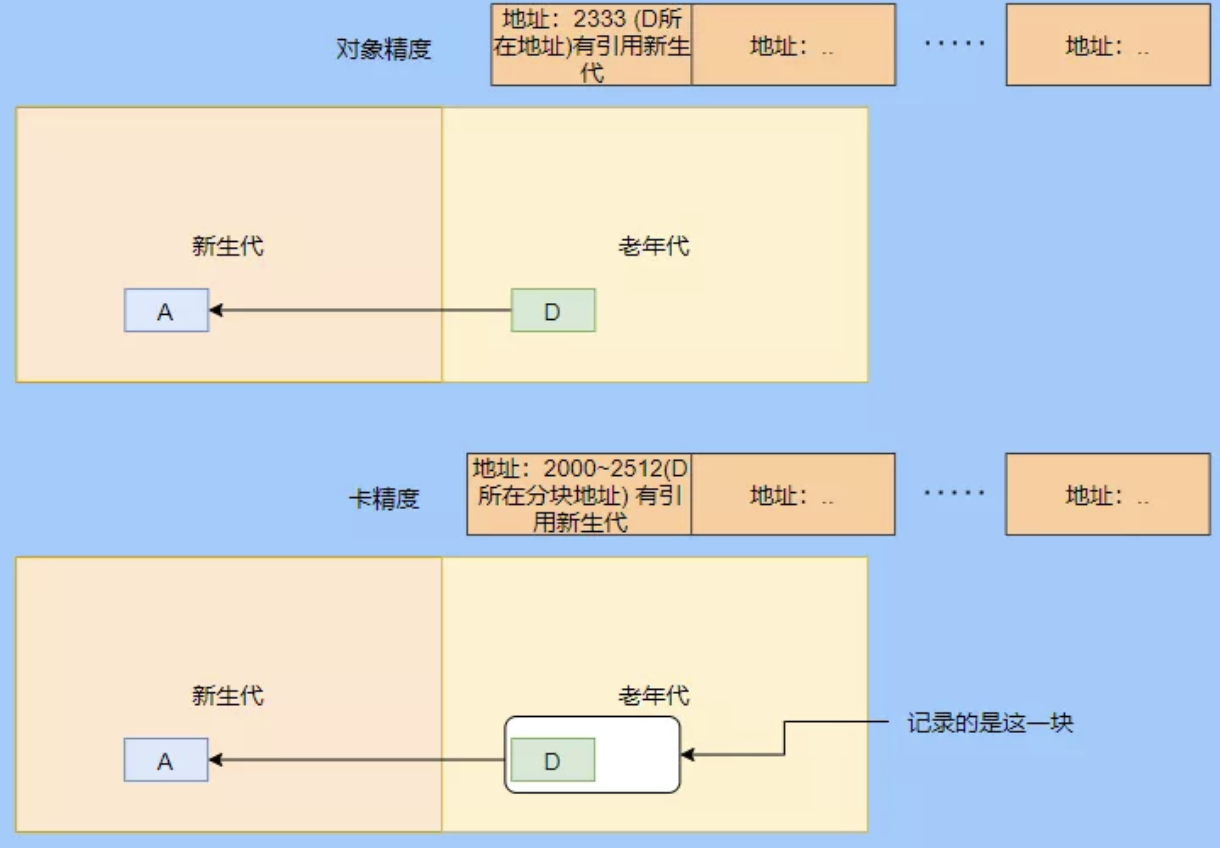 对象精度
地址：2333 (D所
在地址)有引用新生
代
地址：..
.....
地址：..
新生代
老年代
A
D
卡精度
地址：2000~2512(D
所在分块地址) 有引
用新生代
地址：..
.....
地址：..
新生代
老年代
A
D
记录的是这一块